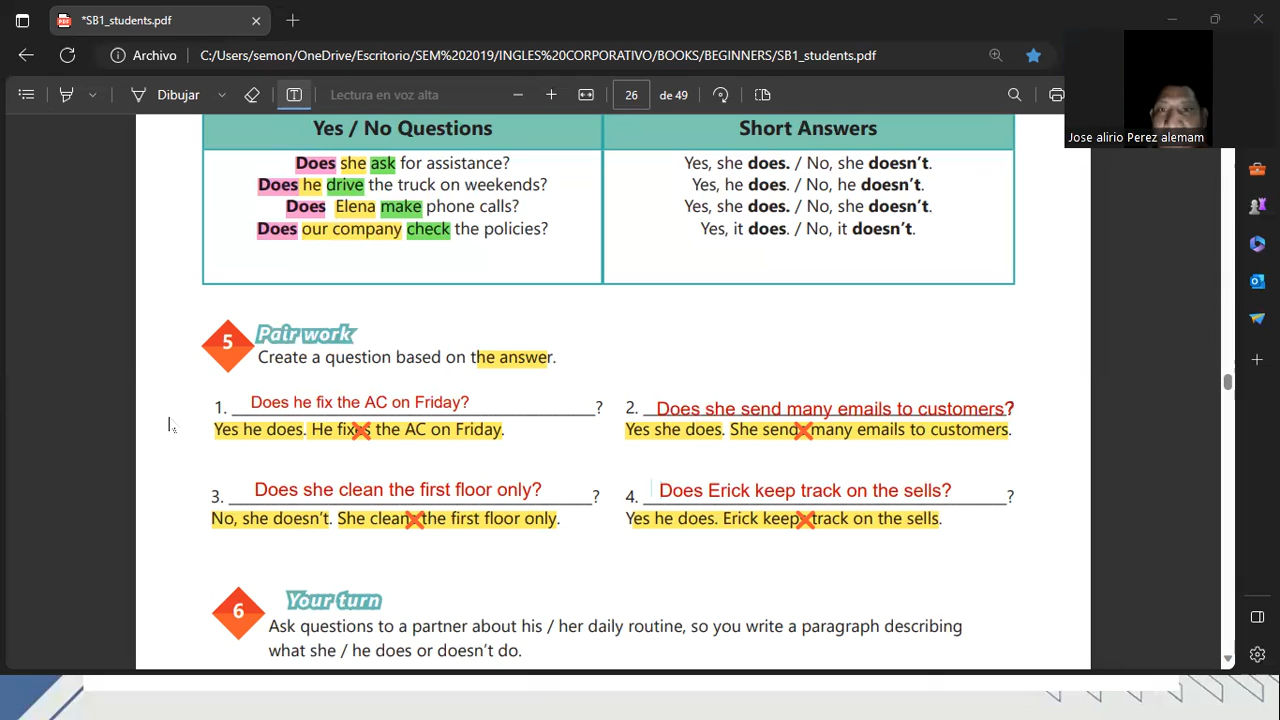 *SB1_students.pdf
Archivo
C:/Users/semon/OneDrive/Escritorio/SEM%202019/INGLES%20CORPORATIVO/BOOKS/BEGINNERS/SB1_students.pdf
Dibujar
Lectura en voz alta
26
de 49
Jose alirio Perez alemam
Yes / No Questions
Short Answers
Does she ask for assistance?
Yes, she does. / No, she doesn't.
Does he drive the truck on weekends?
Yes, he does. / No, he doesn't.
Does Elena make phone calls?
Yes, she does. / No, she doesn't.
Does our company check the policies?
Yes, it does. / No, it doesn't.
5
Pair work
Create a question based on the answer.
1. Does he fix the AC on Friday? ?
2. Does she send many emails to customers?
Yes he does. He fixes the AC on Friday.
Yes she does. She sends many emails to customers.
3. Does she clean the first floor only? ?
4. Does Erick keep track on the sells? ?
No, she doesn't. She cleans the first floor only.
Yes he does. Erick keeps track on the sells.
6
Your turn
Ask questions to a partner about his / her daily routine, so you write a paragraph describing
what she / he does or doesn't do.